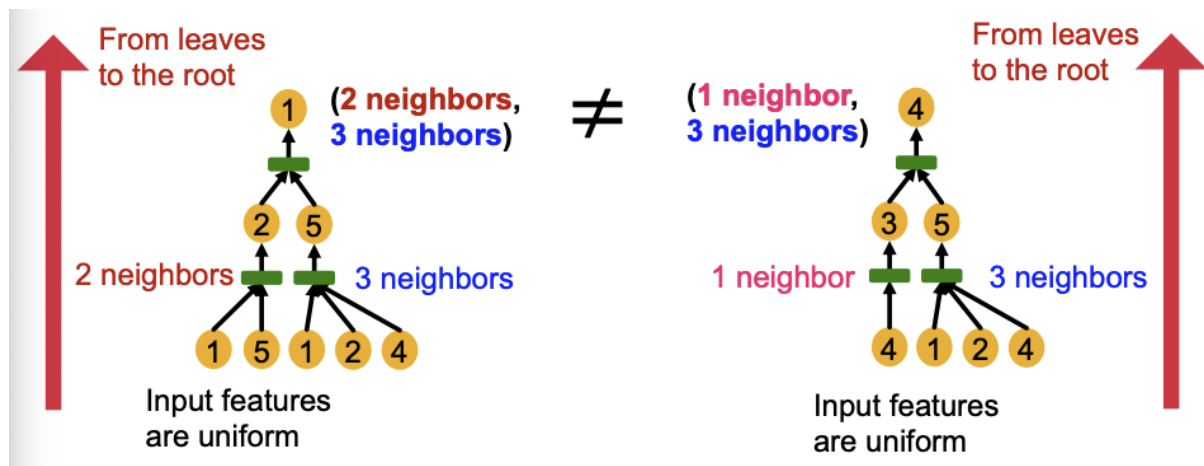 From leaves
to the root
1
(2 neighbors,
3 neighbors)
2
5
2 neighbors
3 neighbors
1
5
1
2
4
Input features
are uniform
≠
(1 neighbor,
3 neighbors)
4
From leaves
to the root
3
5
1 neighbor
3 neighbors
4
1
2
4
Input features
are uniform